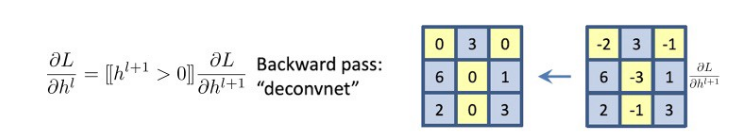 ∂L/∂h^l = [[h^{l+1} > 0]] ∂L/∂h^{l+1}
Backward pass:
“deconvnet”
0 3 0
6 0 1
2 0 3
-2 3 -1
6 -3 1
2 -1 3
∂L/∂h^{l+1}